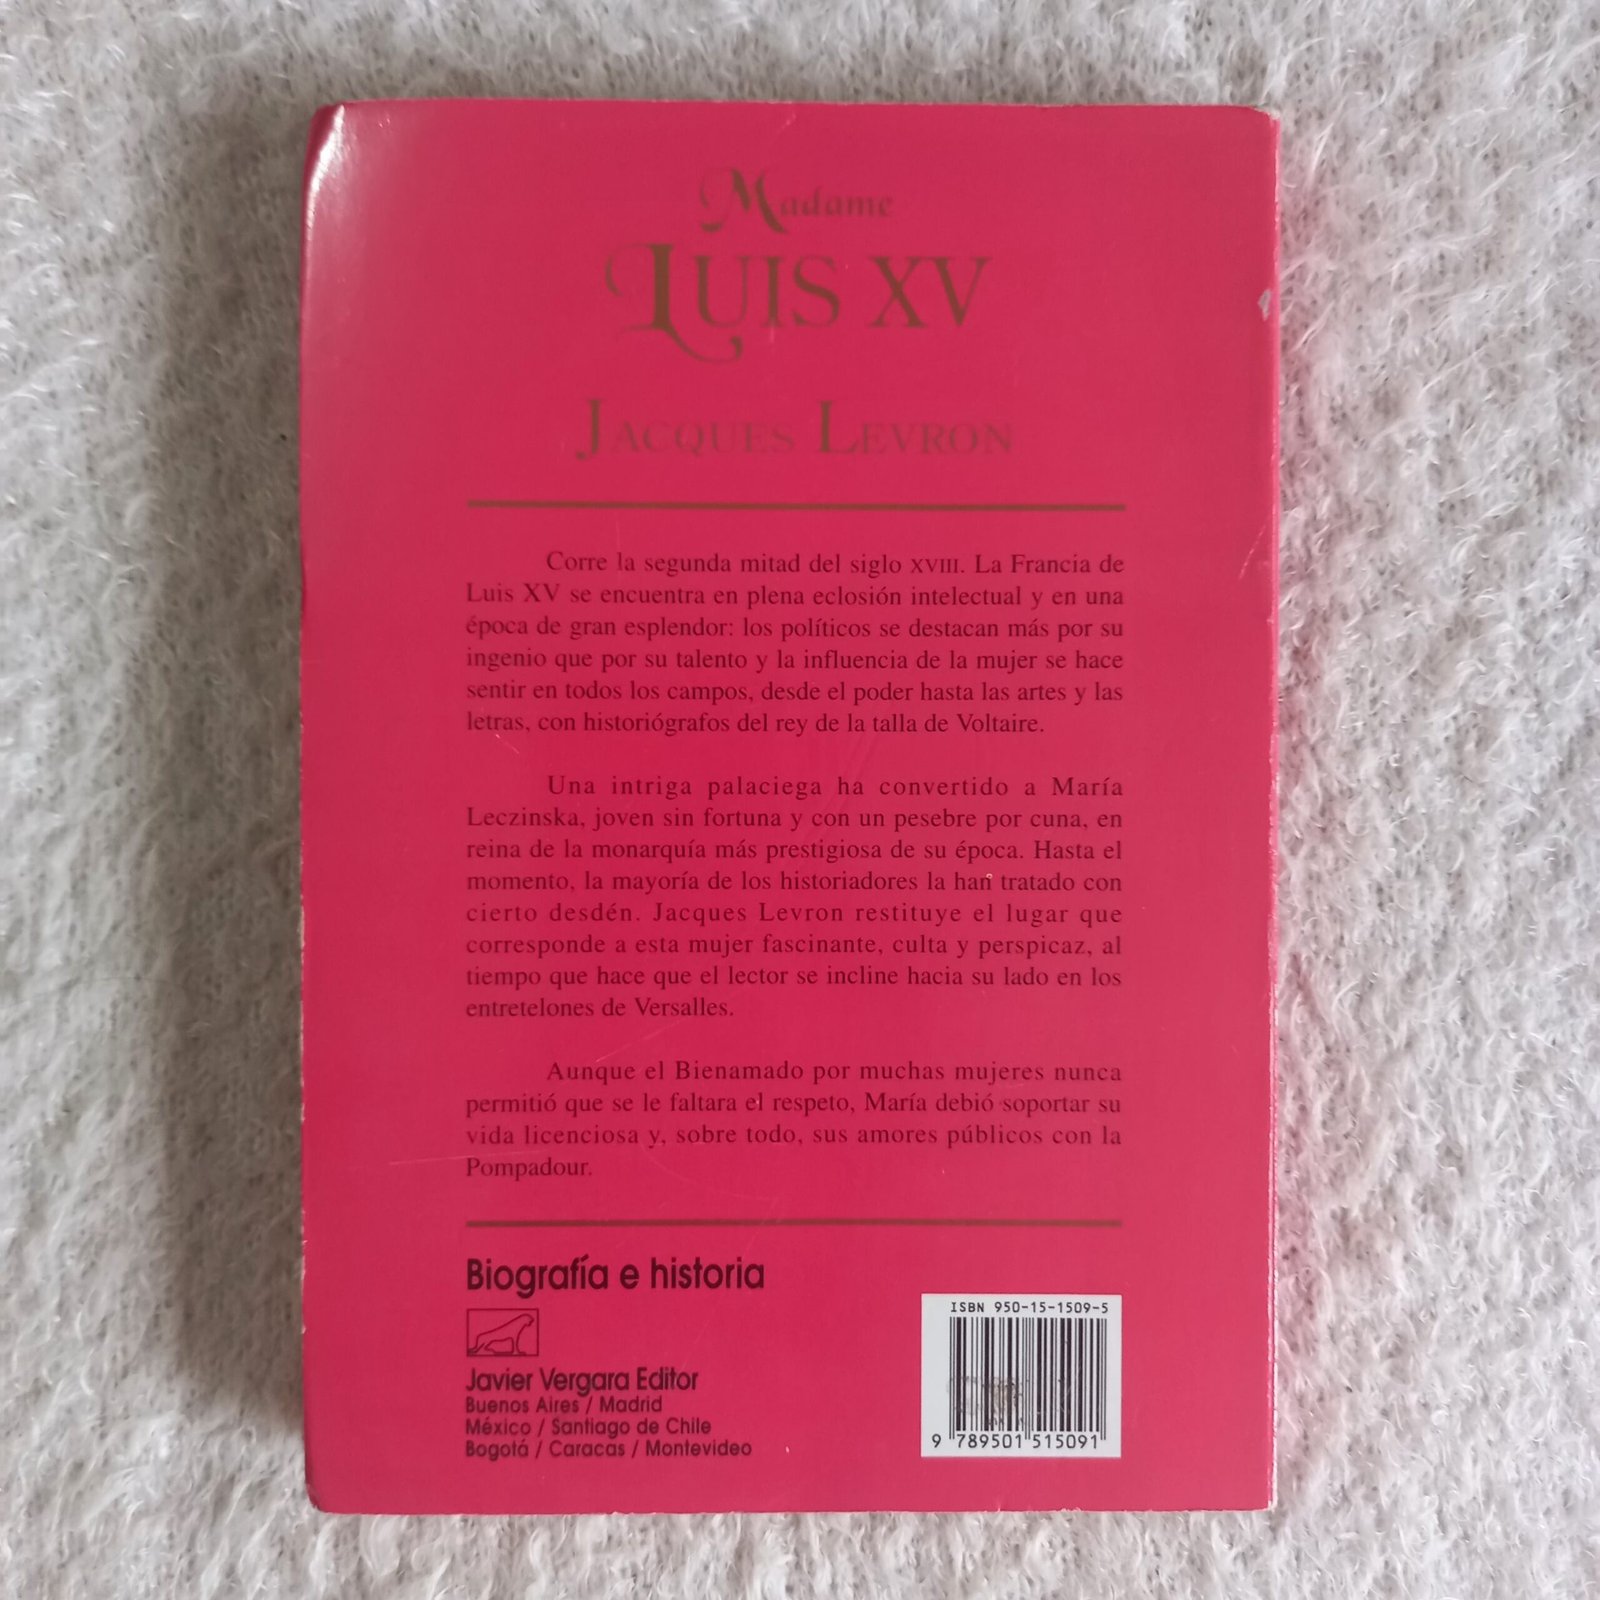 Madame
LUIS XV
JACQUES LEVRON
Corre la segunda mitad del siglo XVIII. La Francia de
Luis XV se encuentra en plena eclosión intelectual y en una
época de gran esplendor: los políticos se destacan más por su
ingenio que por su talento y la influencia de la mujer se hace
sentir en todos los campos, desde el poder hasta las artes y las
letras, con historiógrafos del rey de la talla de Voltaire.
Una intriga palaciega ha convertido a María
Leczinska, joven sin fortuna y con un pesebre por cuna, en
reina de la monarquía más prestigiosa de su época. Hasta el
momento, la mayoría de los historiadores la han tratado con
cierto desdén. Jacques Levron restituye el lugar que
corresponde a esta mujer fascinante, culta y perspicaz, al
tiempo que hace que el lector se incline hacia su lado en los
entretelones de Versalles.
Aunque el Bienamado por muchas mujeres nunca
permitió que se le faltara el respeto, María debió soportar su
vida licenciosa y, sobre todo, sus amores públicos con la
Pompadour.
Biografía e historia
Javier Vergara Editor
Buenos Aires / Madrid
México / Santiago de Chile
Bogotá / Caracas / Montevideo
ISBN 950-15-1509-5
9 789501 515091